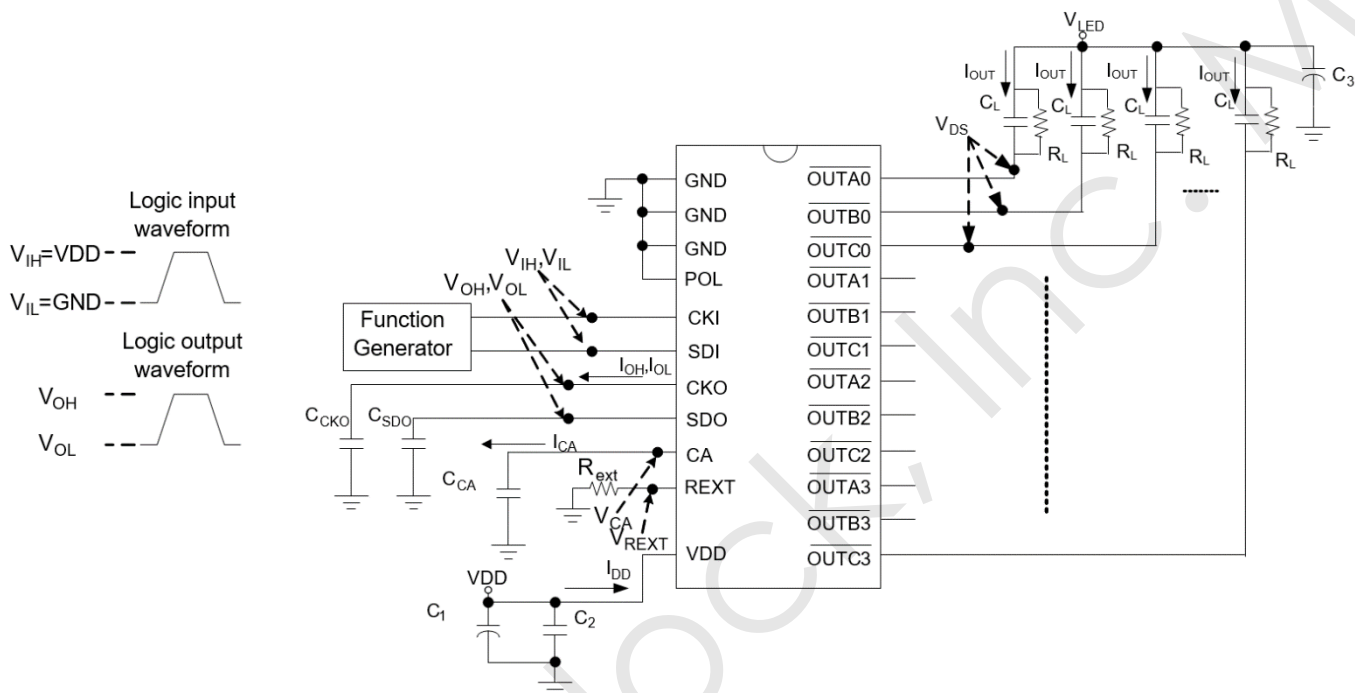 Logic input
waveform
V_IH=VDD
V_IL=GND
Logic output
waveform
V_OH
V_OL
V_LED
I_OUT
I_OUT
I_OUT
I_OUT
C_3
C_L
C_L
C_L
C_L
R_L
R_L
R_L
R_L
V_DS
GND
GND
GND
POL
CKI
SDI
CKO
SDO
CA
REXT
VDD
OUTA0
OUTB0
OUTC0
OUTA1
OUTB1
OUTC1
OUTA2
OUTB2
OUTC2
OUTA3
OUTB3
OUTC3
V_IH,V_IL
V_OH,V_OL
Function
Generator
I_OH,I_OL
C_CKO
C_SDO
I_CA
C_CA
R_ext
V_CA
V_REXT
VDD
I_DD
C_1
C_2
lock, Inc. M